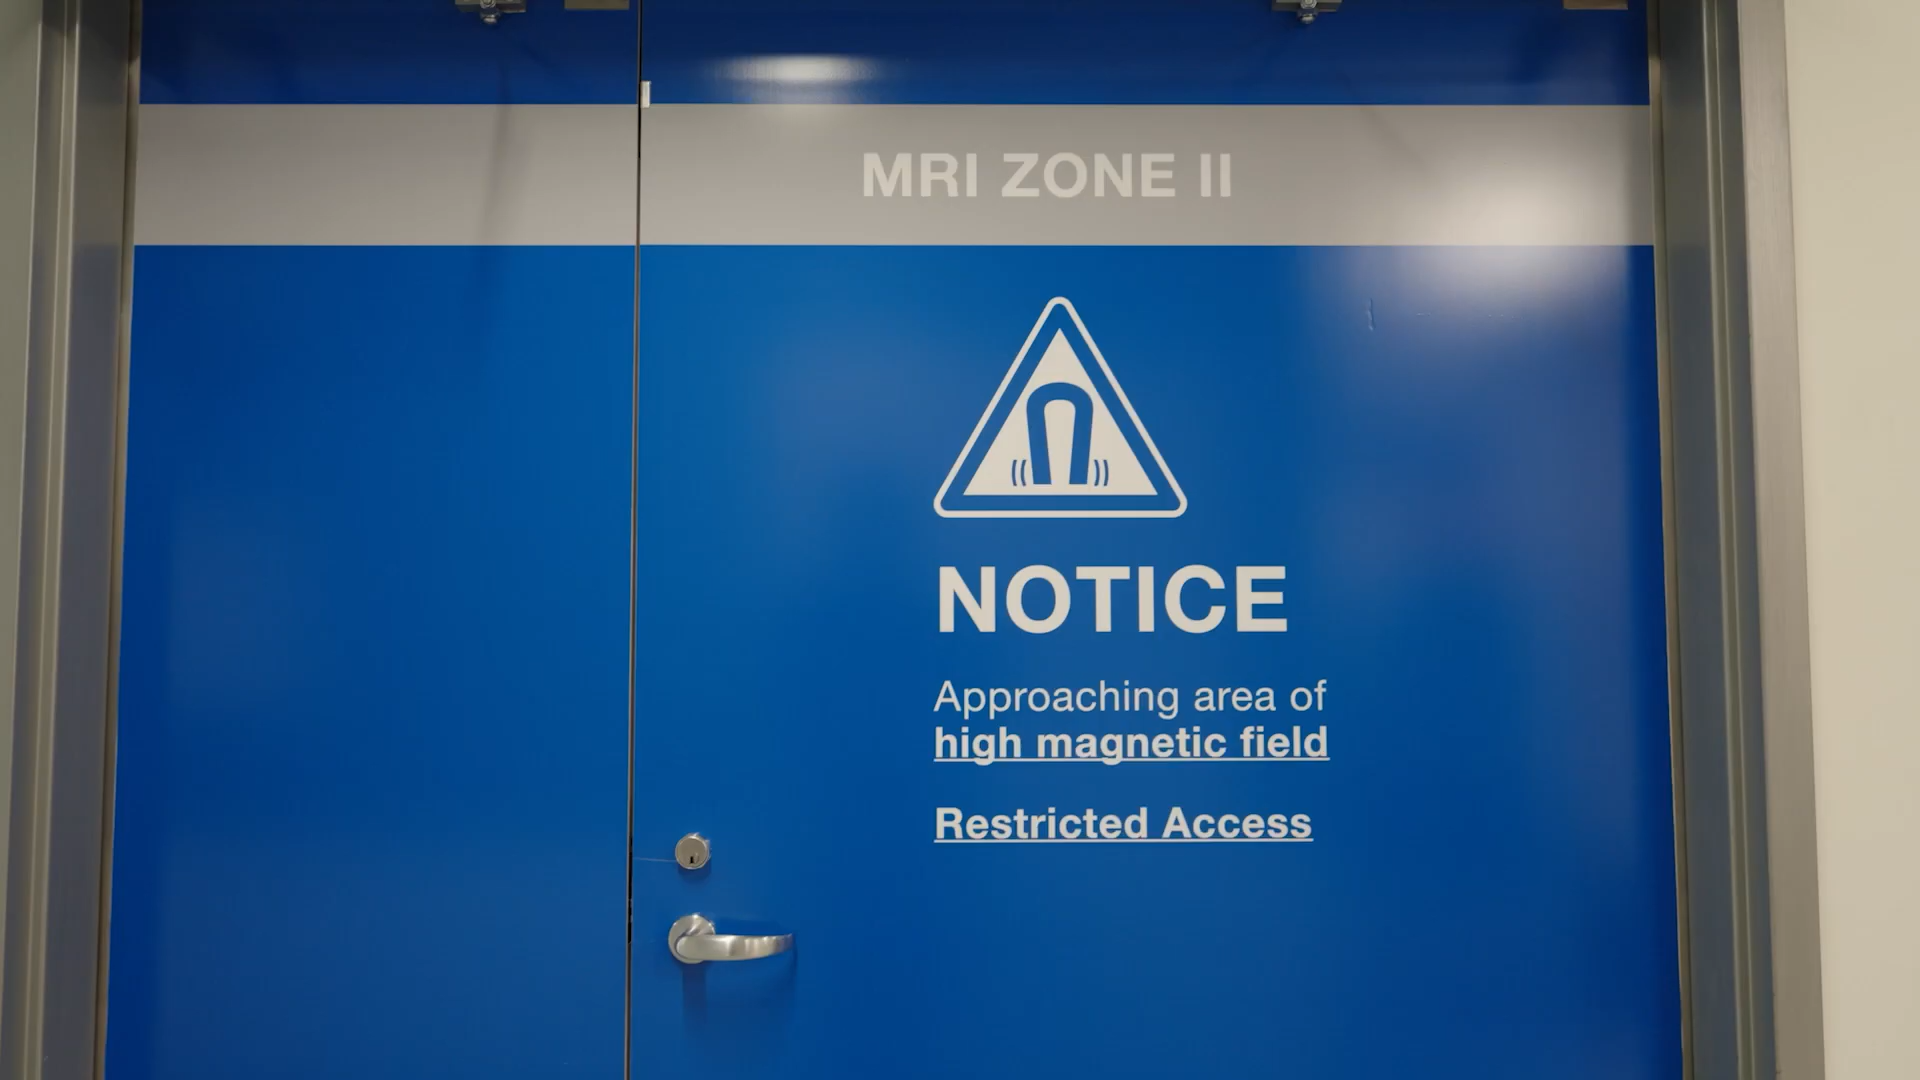 MRI ZONE II
NOTICE
Approaching area of
high magnetic field
Restricted Access